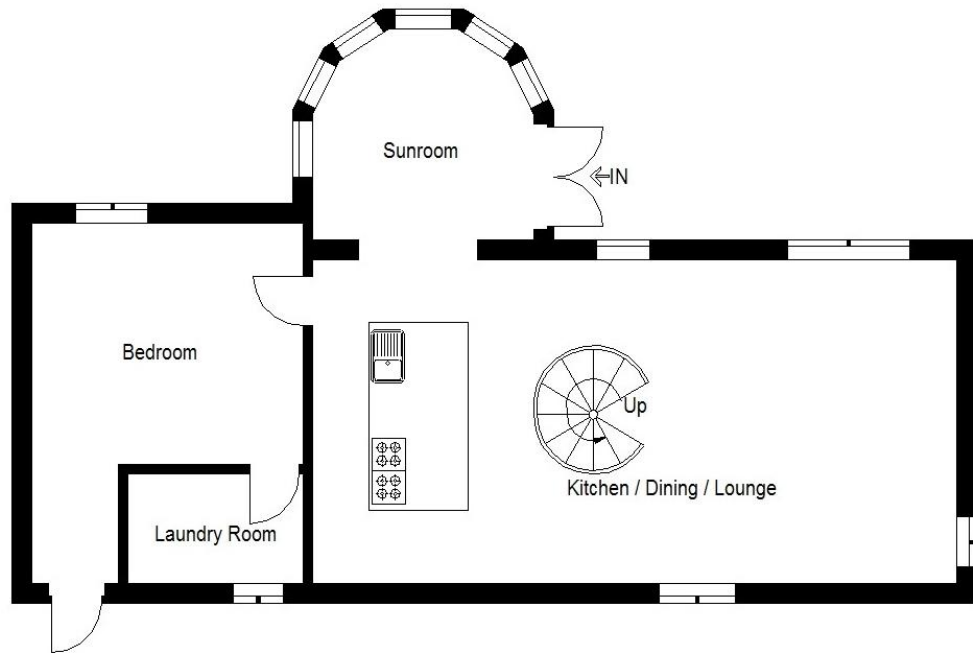 Sunroom
IN
Bedroom
Up
Kitchen / Dining / Lounge
Laundry Room